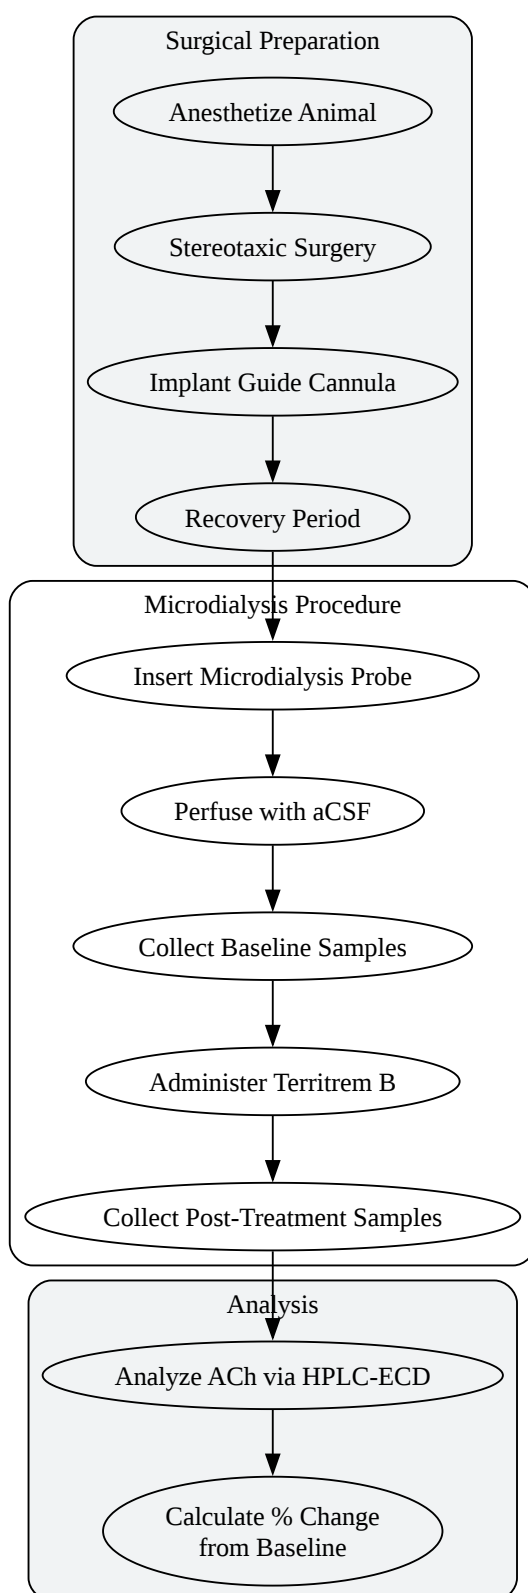 Surgical Preparation
Anesthetize Animal
Stereotaxic Surgery
Implant Guide Cannula
Recovery Period
Microdialysis Procedure
Insert Microdialysis Probe
Perfuse with aCSF
Collect Baseline Samples
Administer Territrem B
Collect Post-Treatment Samples
Analysis
Analyze ACh via HPLC-ECD
Calculate % Change
from Baseline